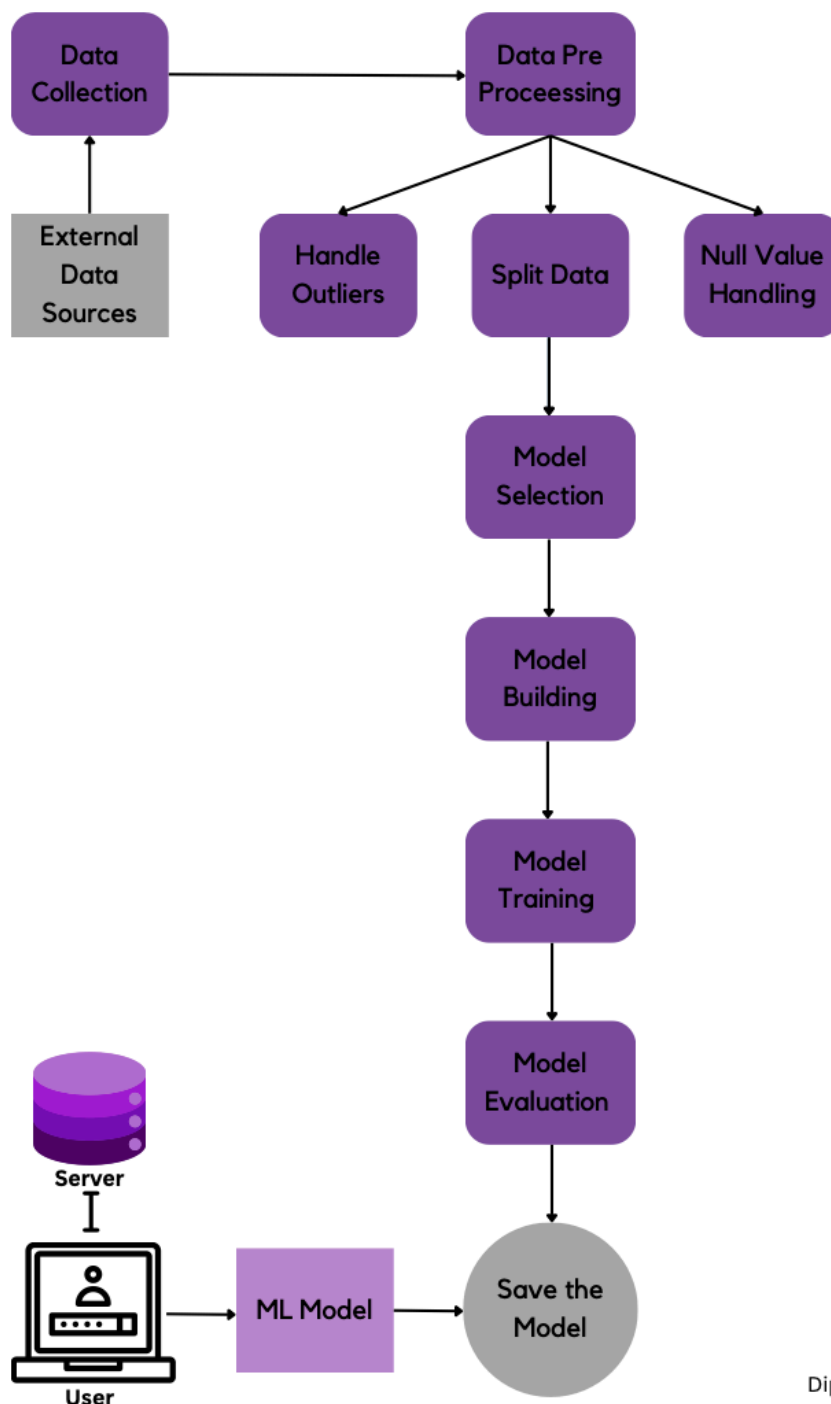 Data
Collection
Data Pre
Proceessing
External
Data
Sources
Handle
Outliers
Split Data
Null Value
Handling
Model
Selection
Model
Building
Model
Training
Model
Evaluation
Server
ML Model
Save the
Model
User